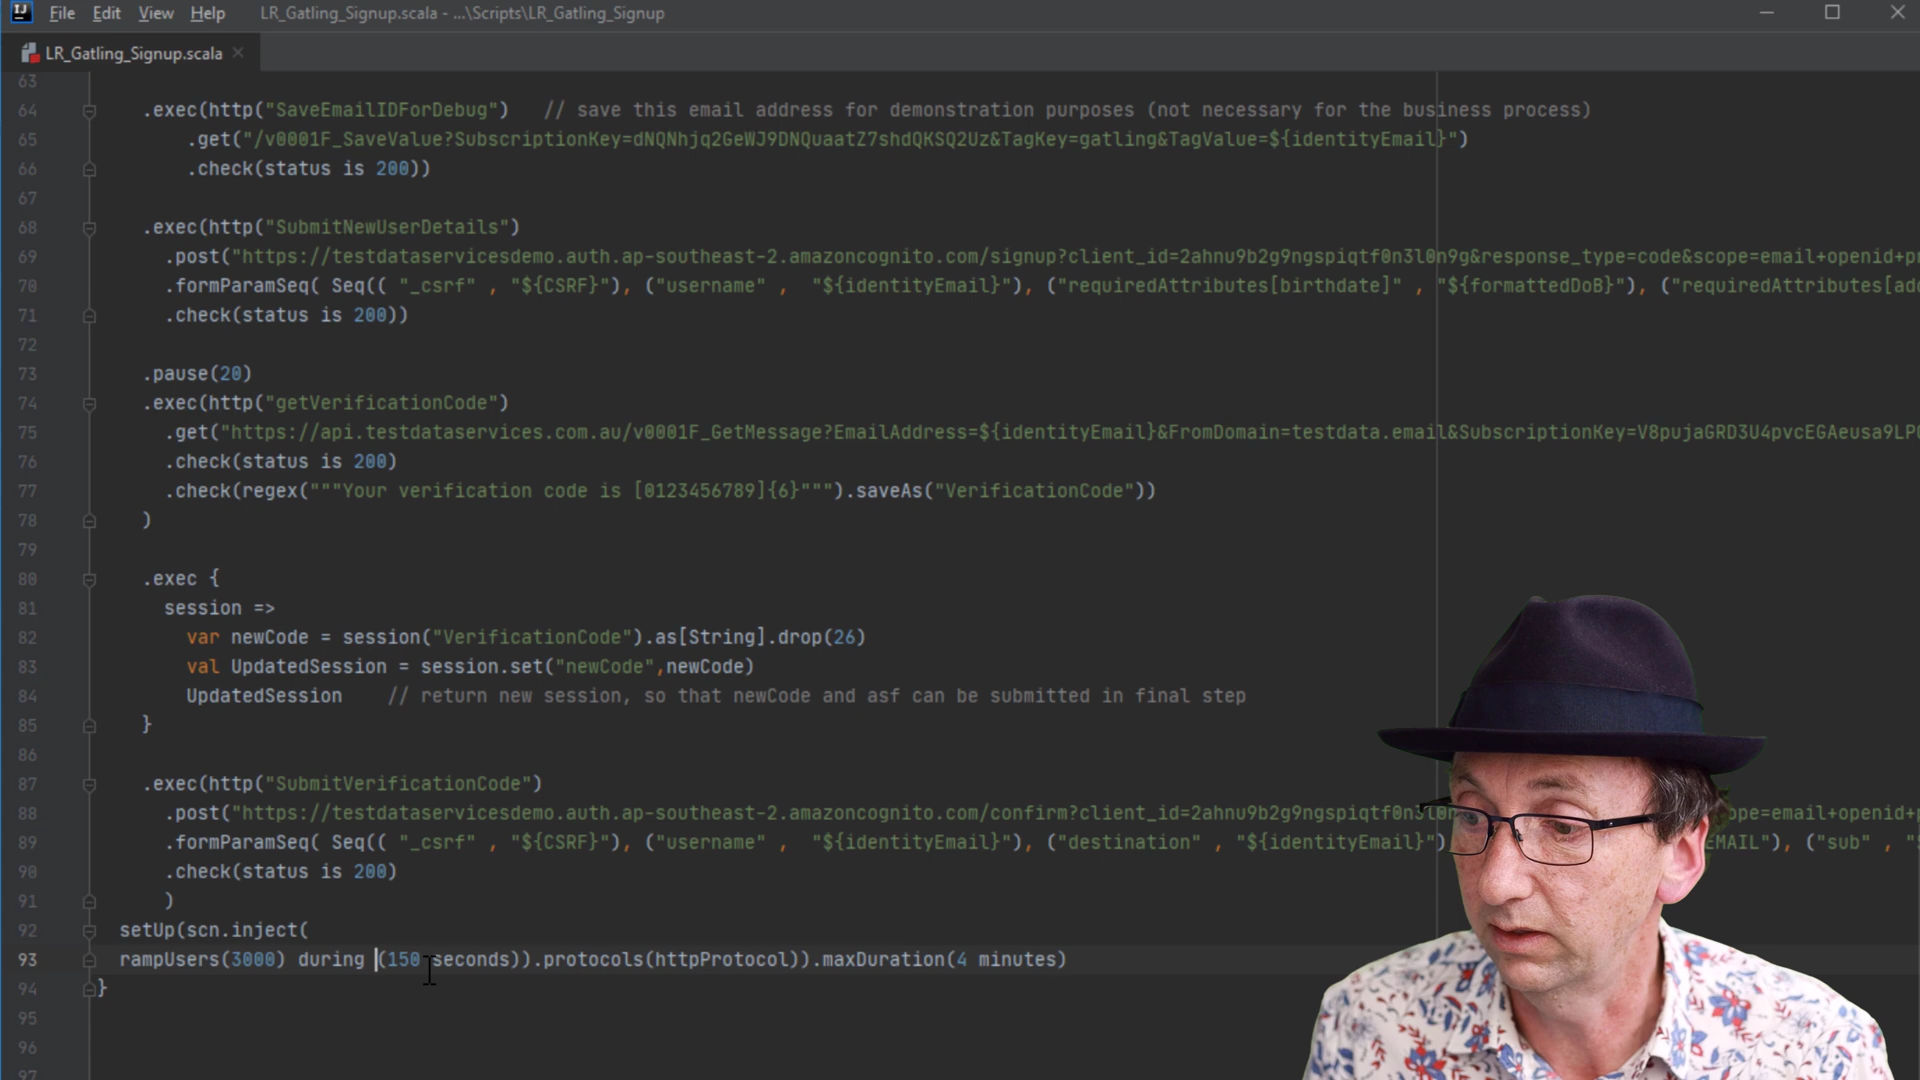 File Edit View Help LR_Gatling_Signup.scala - ...\Scripts\LR_Gatling_Signup
LR_Gatling_Signup.scala
63
64 .exec(http("SaveEmailIDForDebug") // save this email address for demonstration purposes (not necessary for the business process)
65 .get("/v0001F_SaveValue?SubscriptionKey=dNQNhjq2GeWJ9DNQuaatZ7shdQKSQ2Uz&TagKey=gatling&TagValue=${identityEmail}")
66 .check(status is 200))
67
68 .exec(http("SubmitNewUserDetails")
69 .post("https://testdataservicesdemo.auth.ap-southeast-2.amazoncognito.com/signup?client_id=2ahnu9b2g9ngspiqtf0n3l0n9g&response_type=code&scope=email+openid+pr
70 .formParamSeq( Seq(( "_csrf" , "${CSRF}"), ("username" , "${identityEmail}"), ("requiredAttributes[birthdate]" , "${formattedDoB}"), ("requiredAttributes[add
71 .check(status is 200))
72
73 .pause(20)
74 .exec(http("getVerificationCode")
75 .get("https://api.testdataservices.com.au/v0001F_GetMessage?EmailAddress=${identityEmail}&FromDomain=testdata.email&SubscriptionKey=V8pujaGRD3U4pvcEGAeusa9LP
76 .check(status is 200)
77 .check(regex("""Your verification code is [0123456789]{6}""").saveAs("VerificationCode"))
78 )
79
80 .exec {
81 session =>
82 var newCode = session("VerificationCode").as[String].drop(26)
83 val UpdatedSession = session.set("newCode",newCode)
84 UpdatedSession // return new session, so that newCode and asf can be submitted in final step
85 }
86
87 .exec(http("SubmitVerificationCode")
88 .post("https://testdataservicesdemo.auth.ap-southeast-2.amazoncognito.com/confirm?client_id=2ahnu9b2g9ngspiqtf0n3l0n ope=email+openid+p
89 .formParamSeq( Seq(( "_csrf" , "${CSRF}"), ("username" , "${identityEmail}"), ("destination" , "${identityEmail}") EMAIL"), ("sub" , "$
90 .check(status is 200)
91 )
92 setUp(scn.inject(
93 rampUsers(3000) during (150 seconds)).protocols(httpProtocol)).maxDuration(4 minutes)
94 }
95
96
97